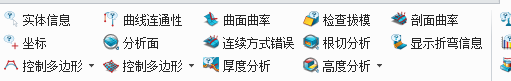 实体信息 曲线连通性 曲面曲率 检查拔模 剖面曲率
坐标 分析面 连续方式错误 根切分析 显示折弯信息
控制多边形 控制多边形 厚度分析 高度分析